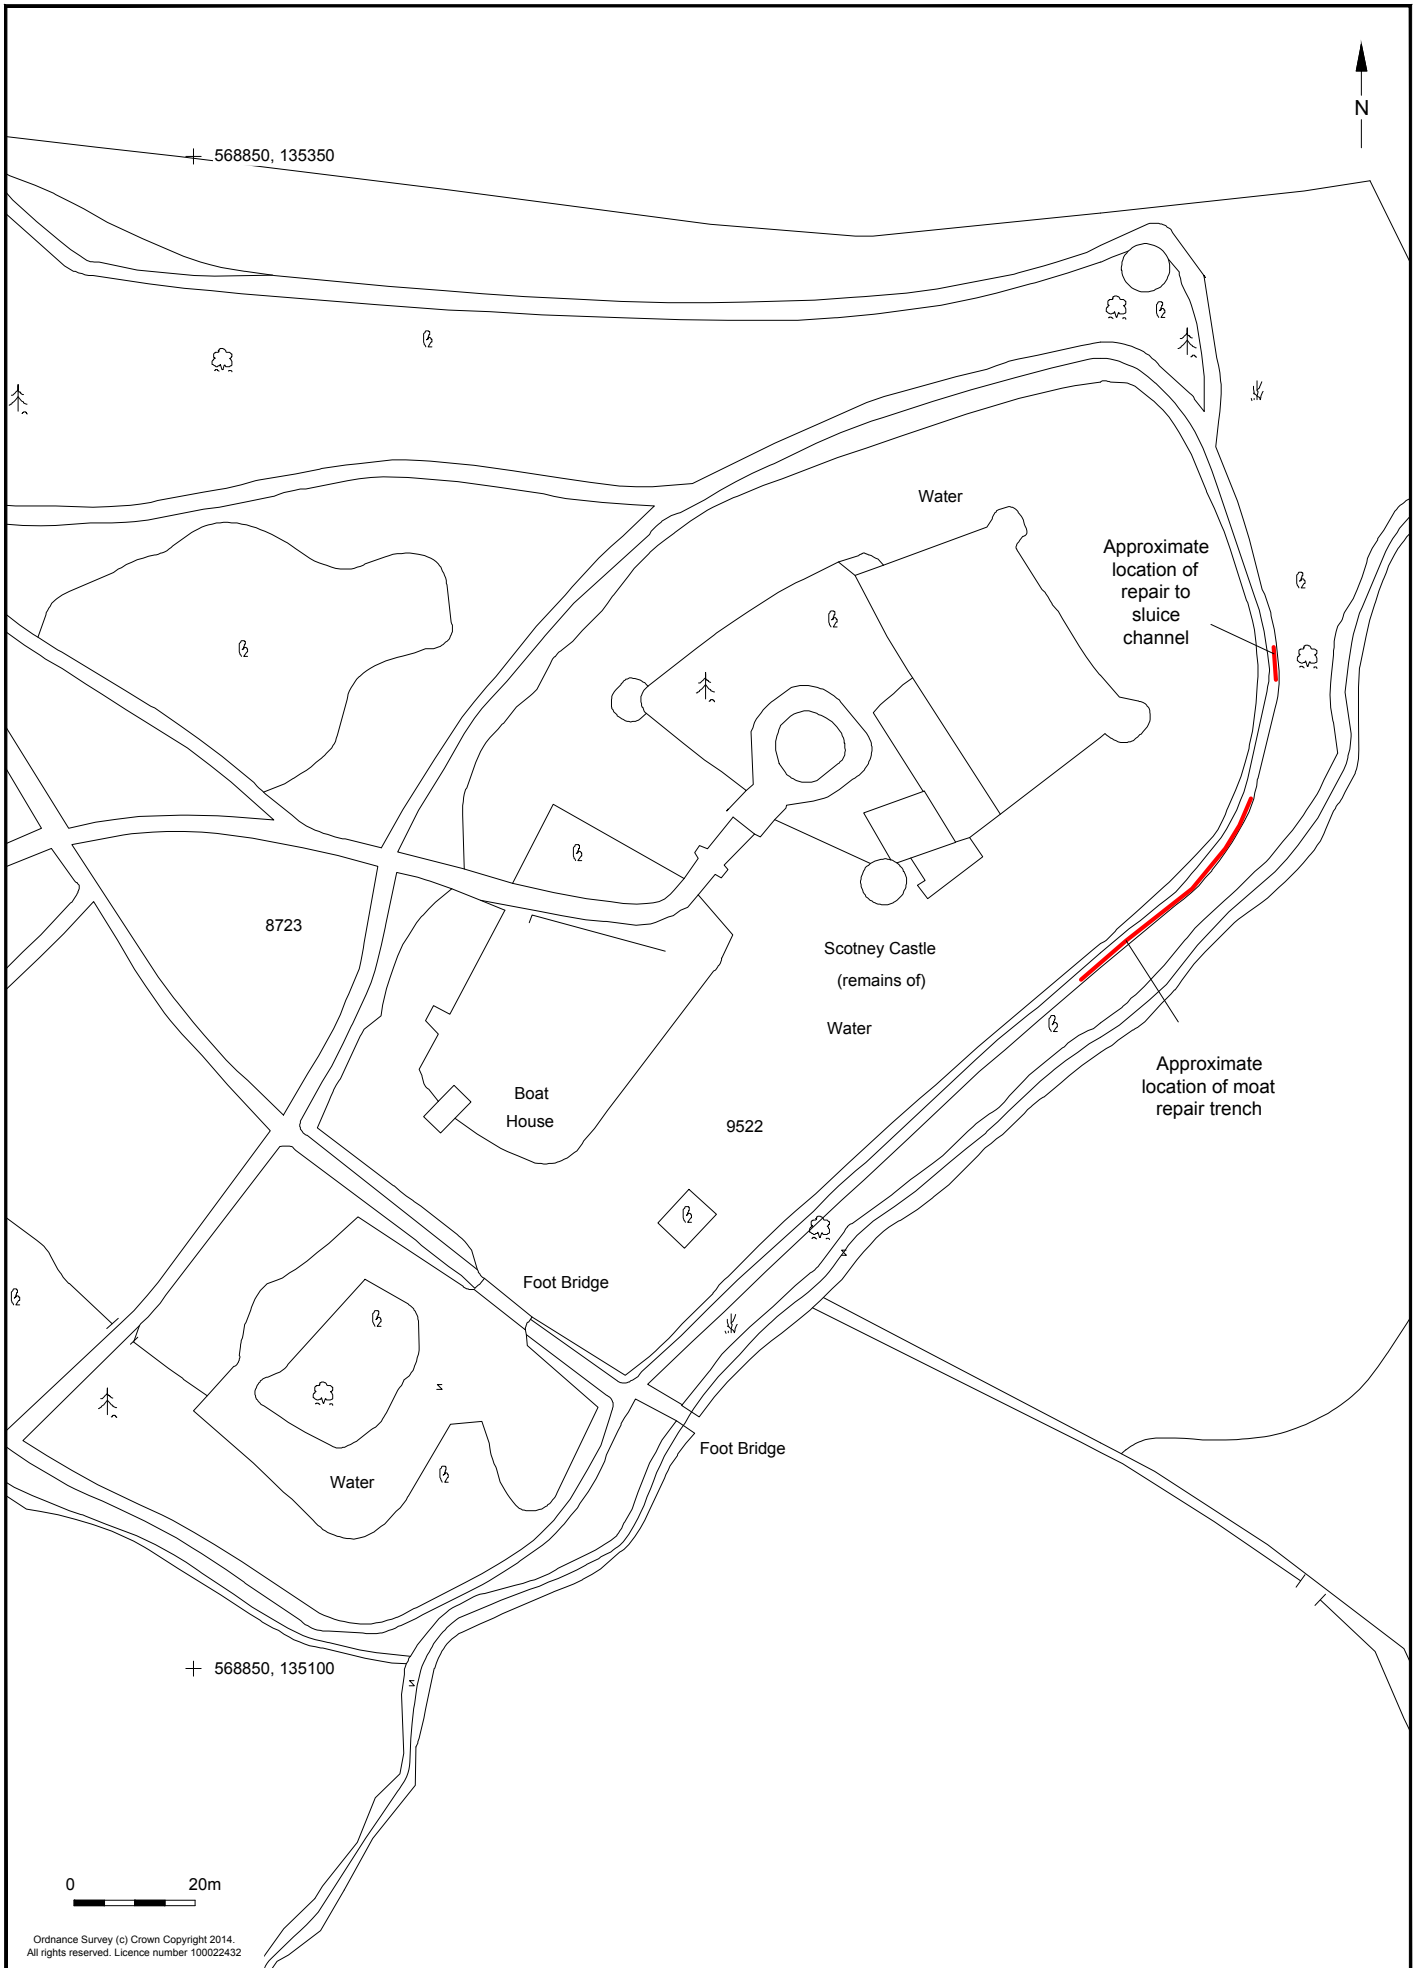 N
568850, 135350
Water
Approximate
location of
repair to
sluice
channel
8723
Scotney Castle
(remains of)
Water
Approximate
location of moat
repair trench
Boat
House
9522
Foot Bridge
Foot Bridge
Water
568850, 135100
0 20m
Ordnance Survey (c) Crown Copyright 2014.
All rights reserved. Licence number 100022432